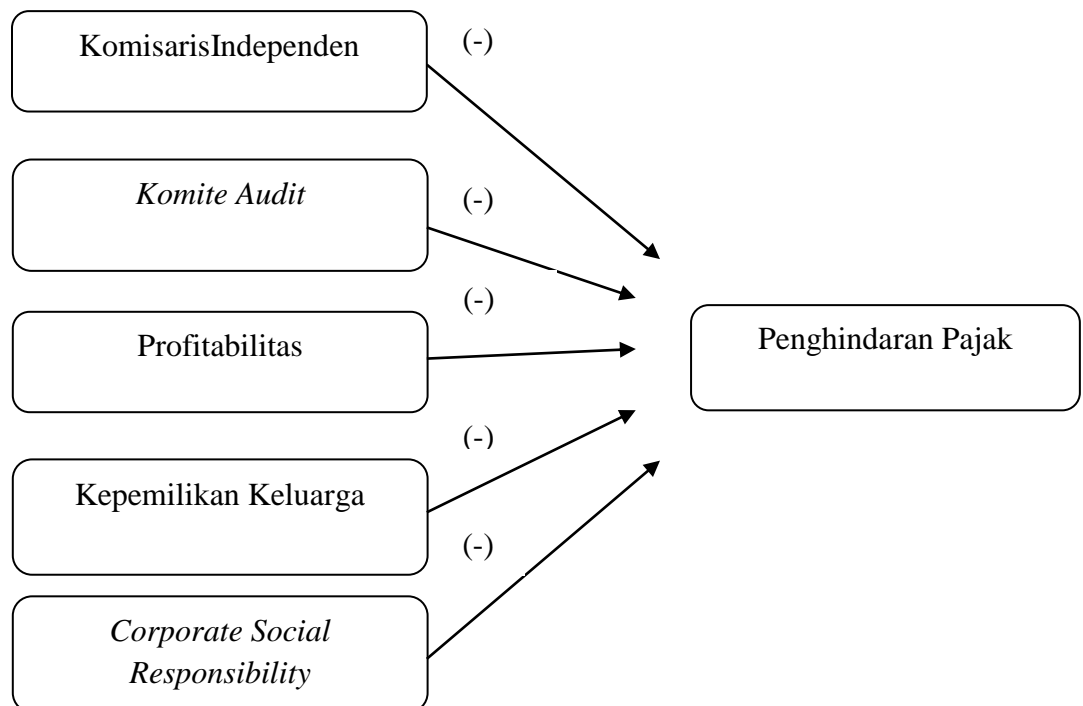 KomisarisIndependen
(-)
Komite Audit
(-)
(-)
Profitabilitas
Penghindaran Pajak
(-)
Kepemilikan Keluarga
(-)
Corporate Social
Responsibility